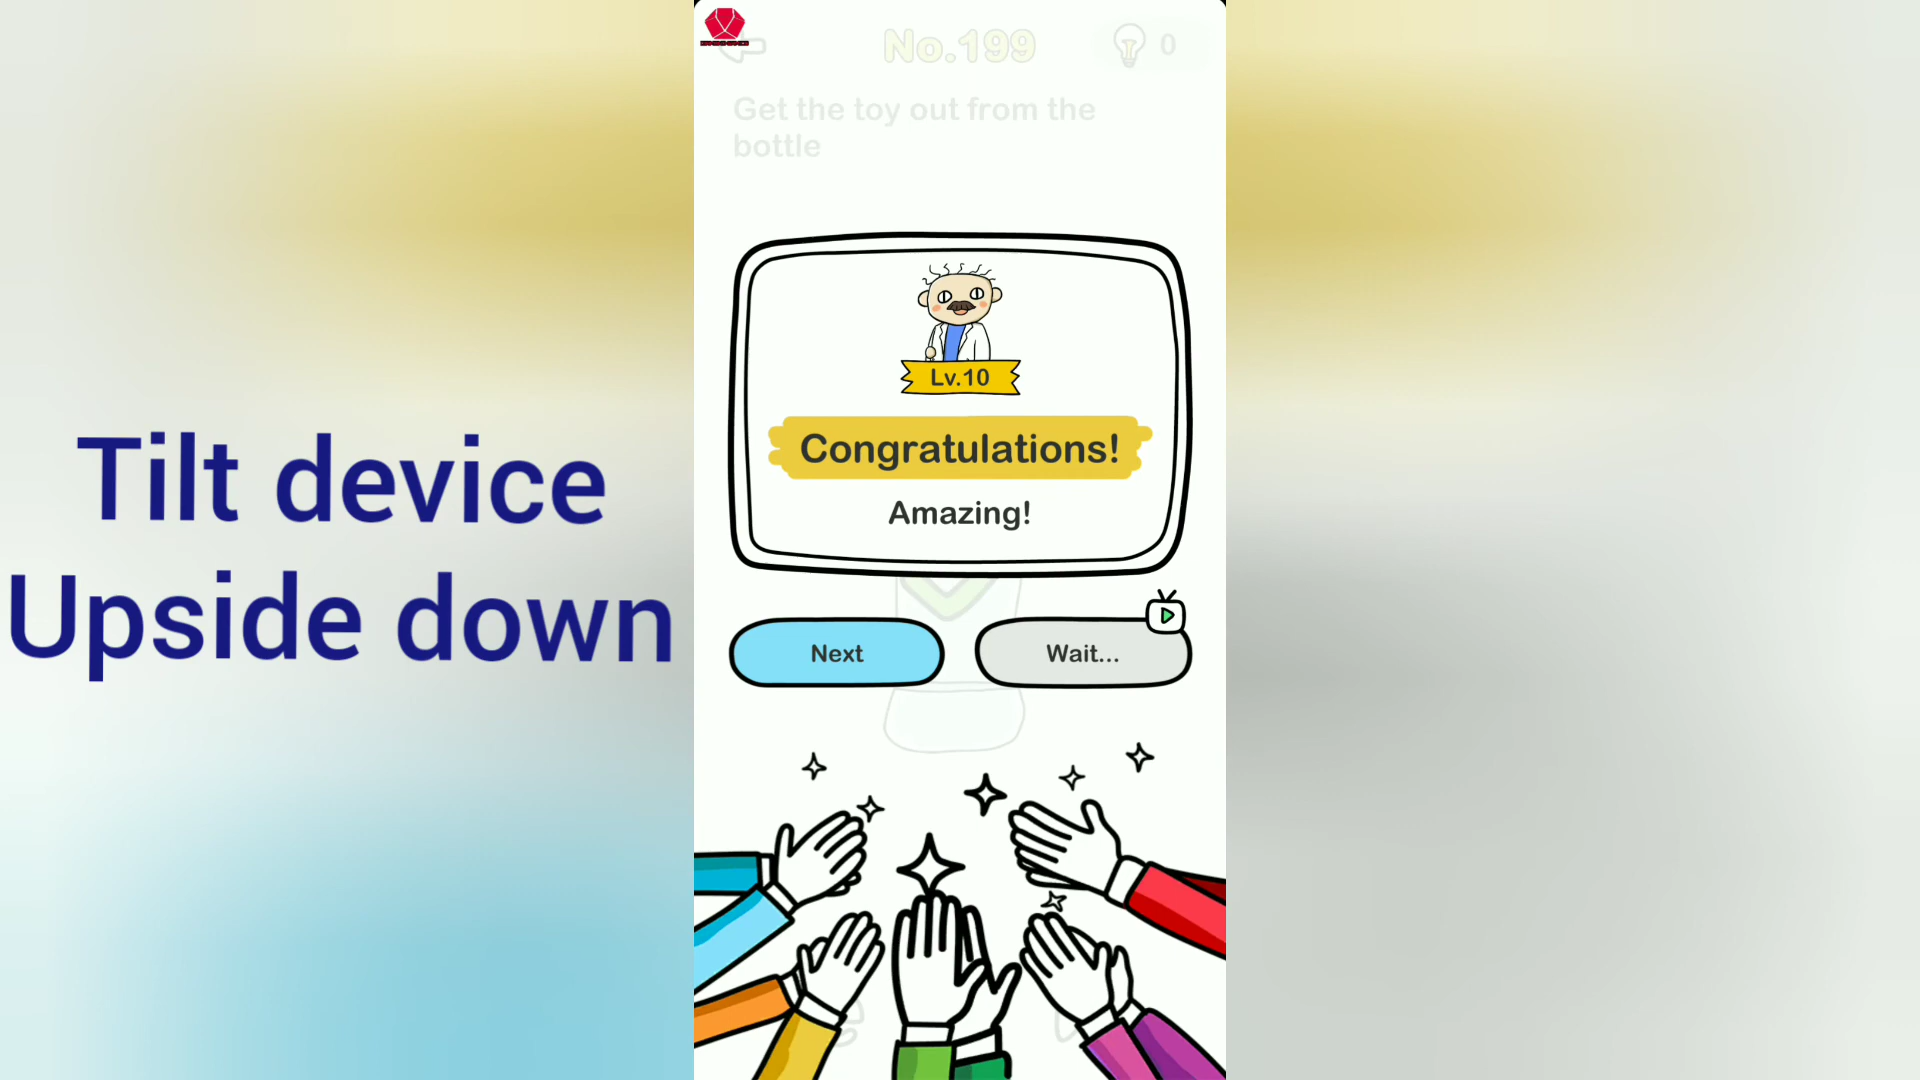 No.199
0
Get the toy out from the
bottle
Lv.10
Congratulations!
Amazing!
Next
Wait...
Tilt device
Upside down